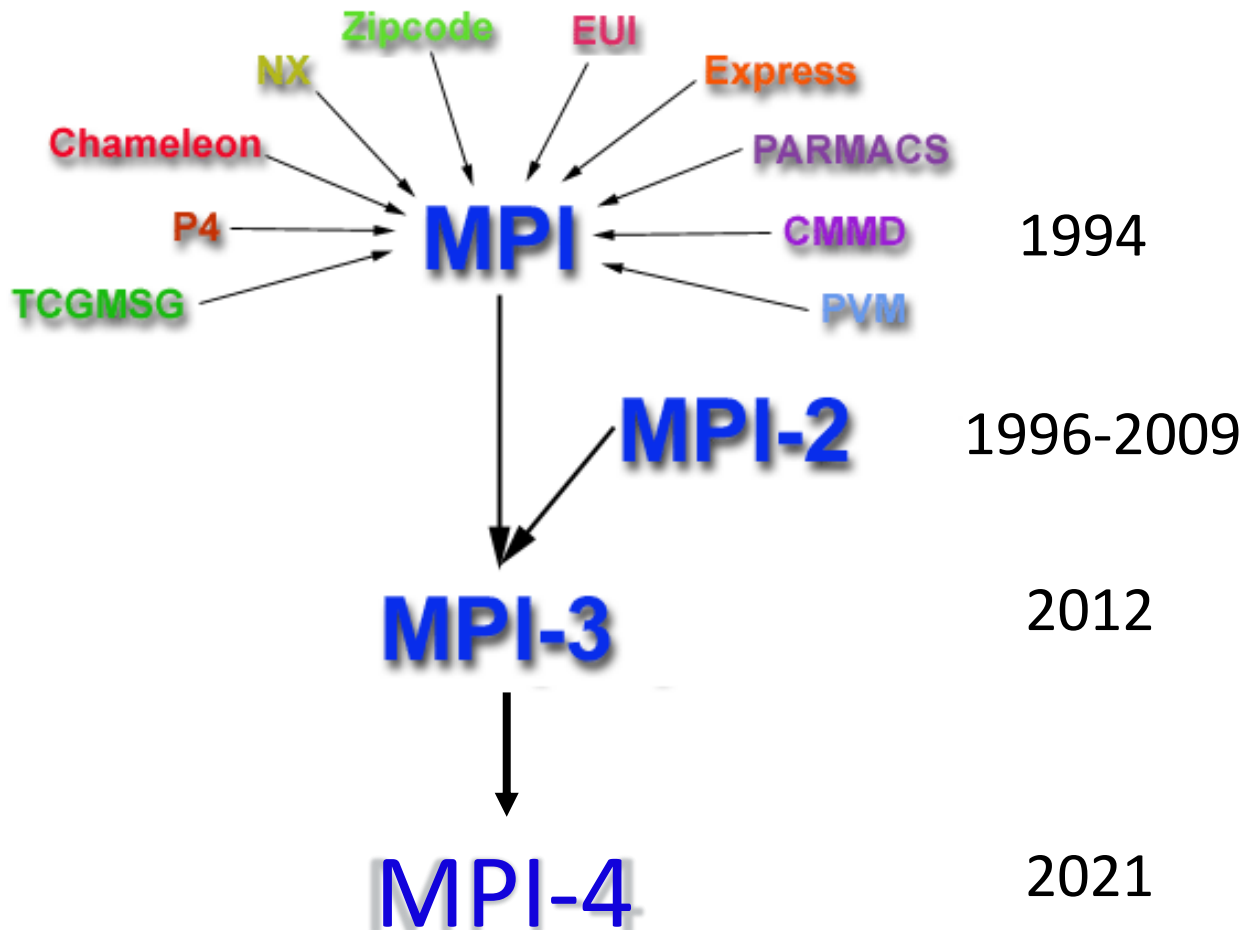 Zipcode
EUI
NX
Express
Chameleon
PARMACS
P4
MPI
CMMD
1994
TCGMSG
PVM
MPI-2
1996-2009
MPI-3
2012
MPI-4
2021